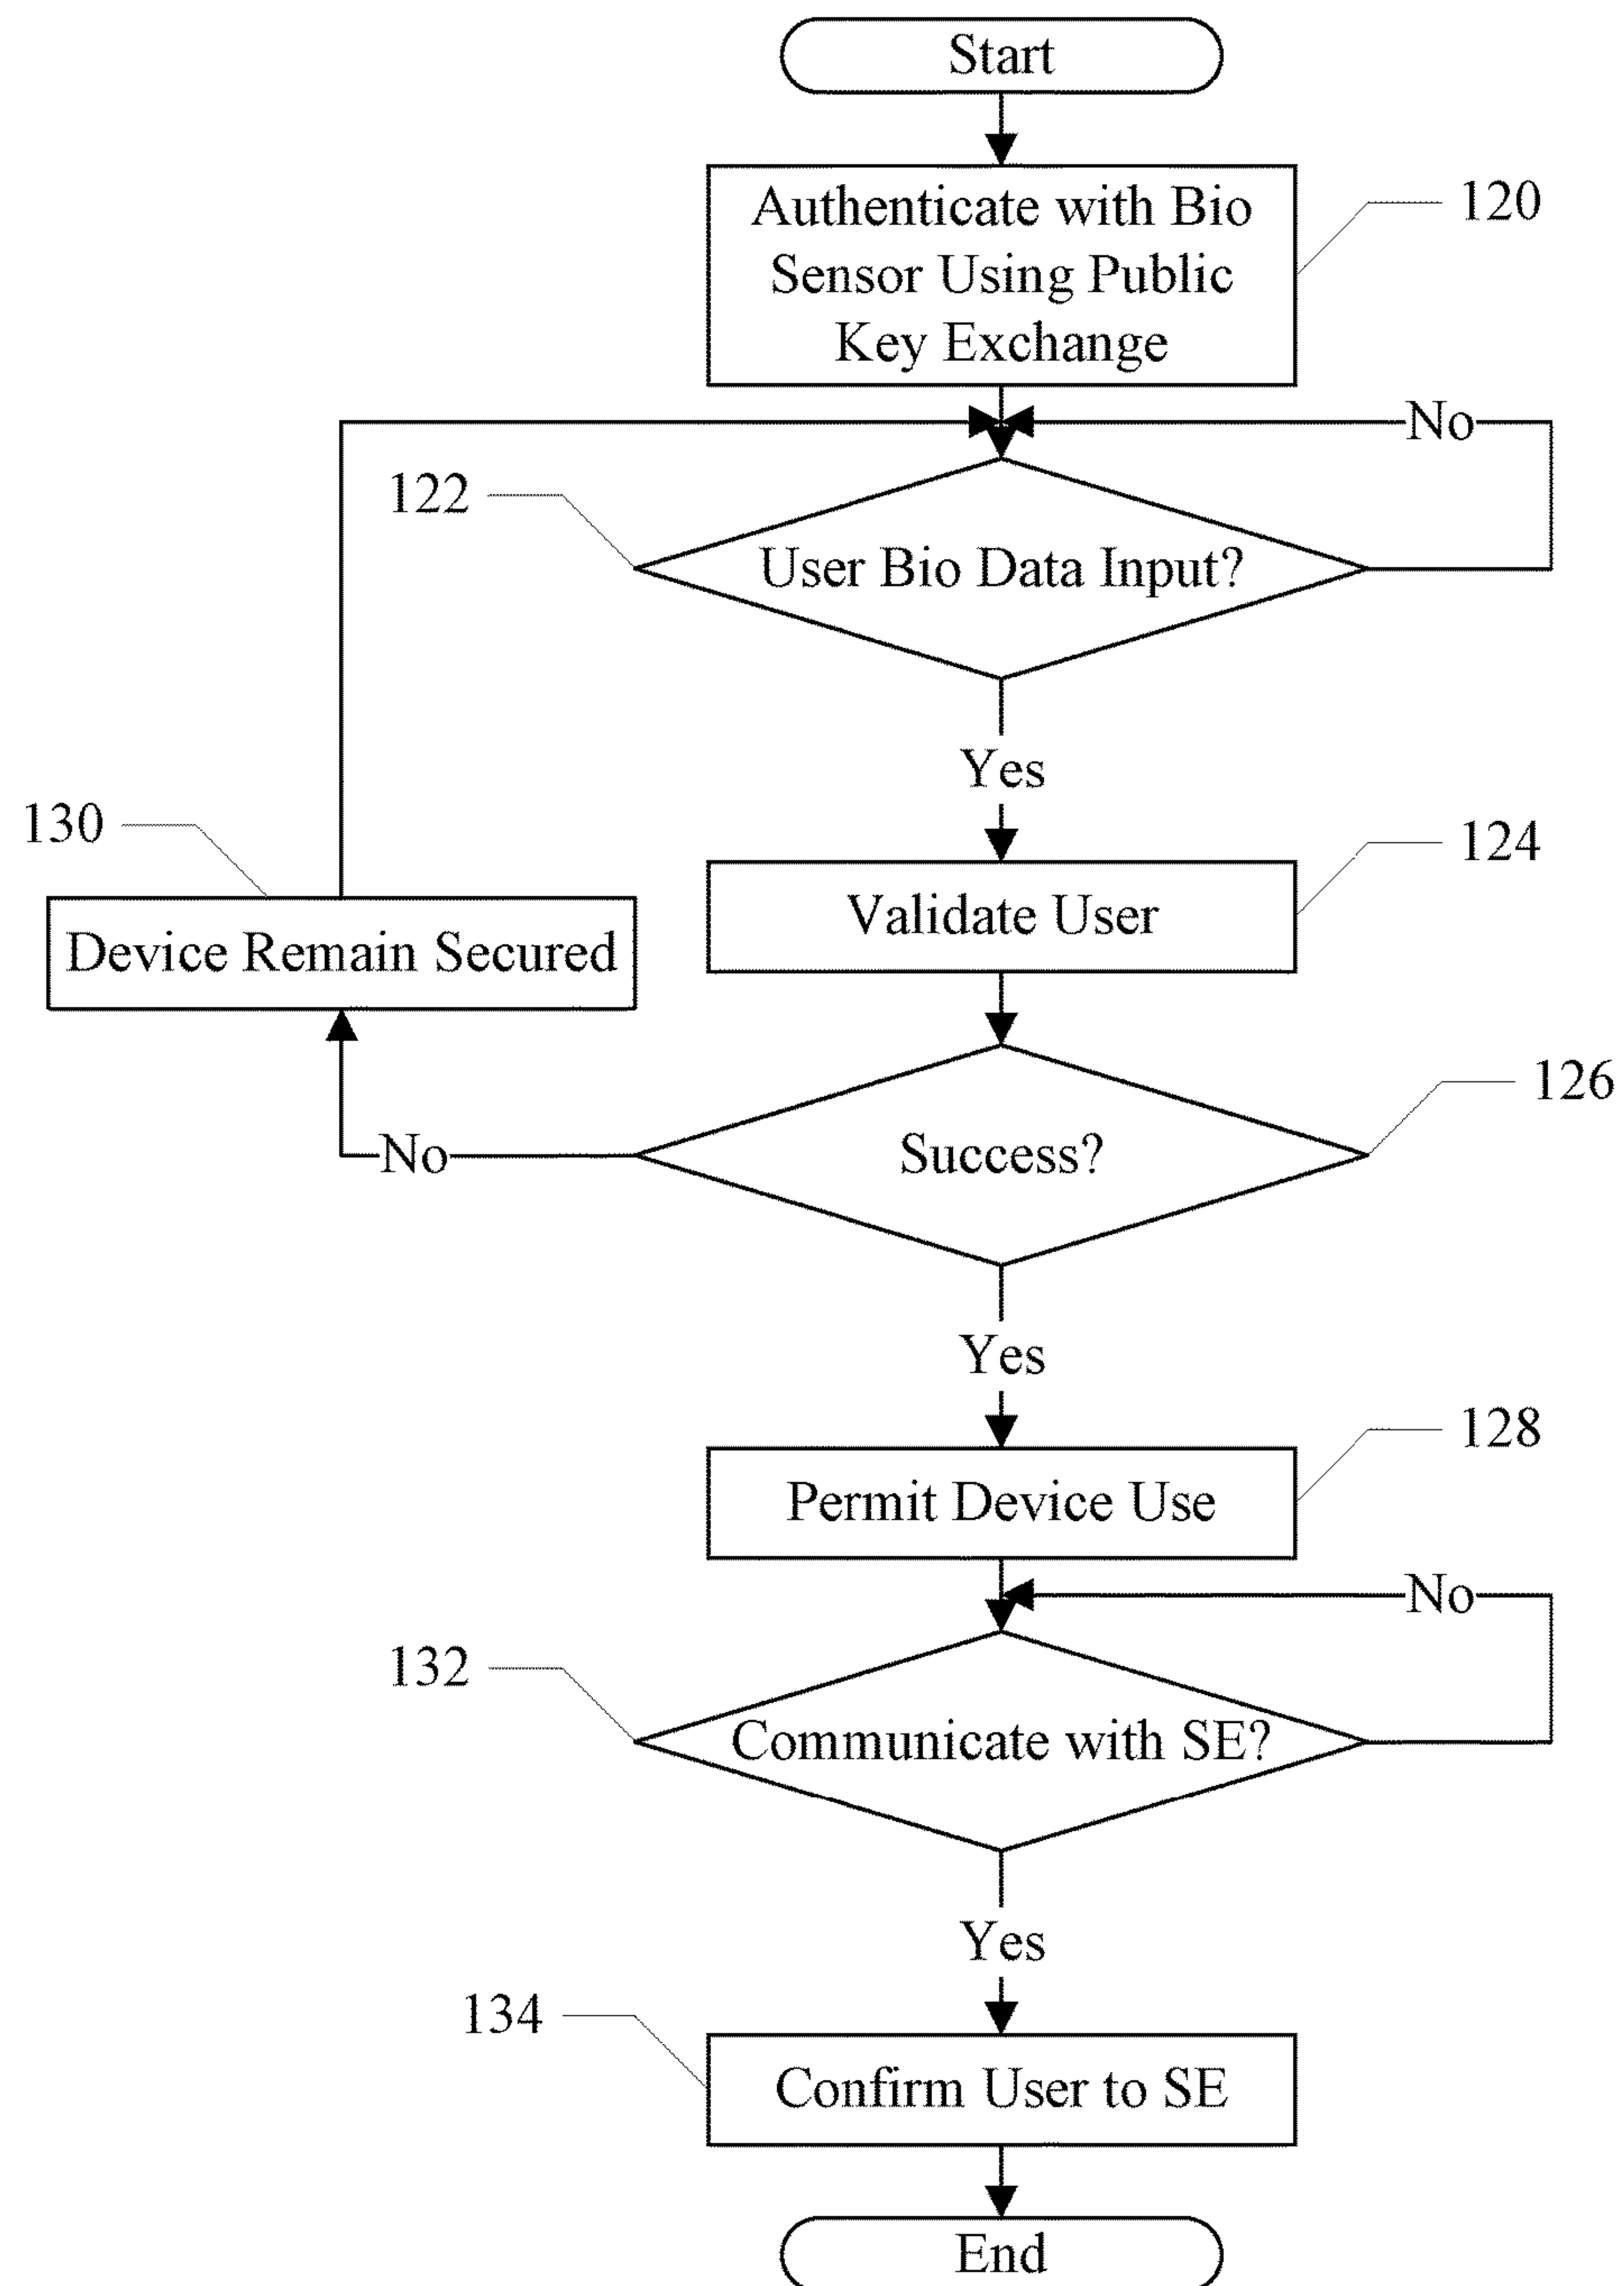 Start
Authenticate with Bio
Sensor Using Public
Key Exchange
120
No
122
User Bio Data Input?
Yes
130
124
Device Remain Secured
Validate User
126
No
Success?
Yes
128
Permit Device Use
No
132
Communicate with SE?
Yes
134
Confirm User to SE
End